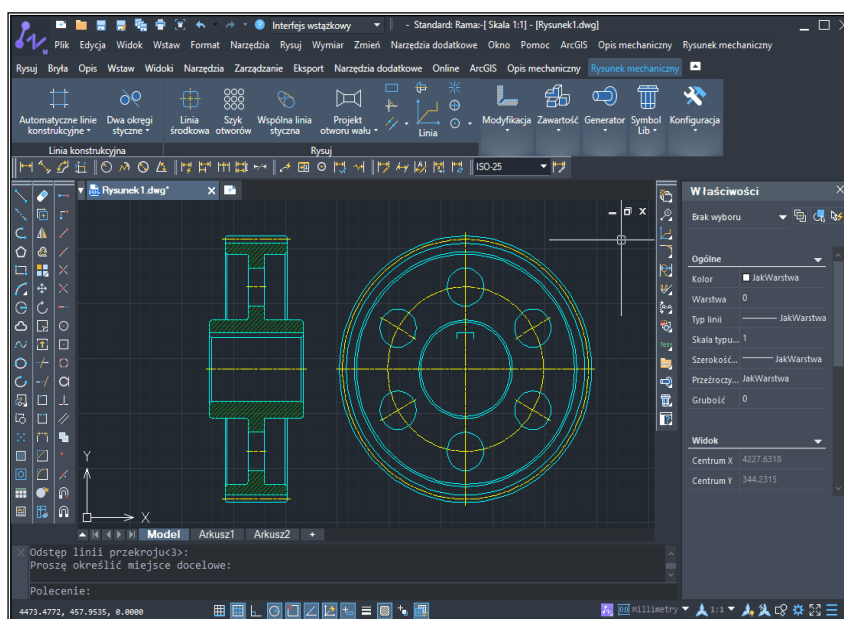 Interfejs wstążkowy - Standard: Rama:-[ Skala 1:1] - [Rysunek1.dwg]
Plik Edycja Widok Wstaw Format Narzędzia Rysuj Wymiar Zmień Narzędzia dodatkowe Okno Pomoc ArcGIS Opis mechaniczny Rysunek mechaniczny
Rysuj Bryła Opis Wstaw Widoki Narzędzia Zarządzanie Eksport Narzędzia dodatkowe Online ArcGIS Opis mechaniczny Rysunek mechaniczny
Automatyczne linie konstrukcyjne
Dwa okręgi styczne
Linia środkowa
Szyk otworów
Wspólna linia styczna
Projekt otworu wału
Linia
Modyfikacja
Zawartość
Generator
Symbol Lib
Konfiguracja
Linia konstrukcyjna
Rysuj
ISO-25
Rysunek1.dwg*
Y
X
Właściwości
Brak wyboru
Ogólne
Kolor JakWarstwa
Warstwa 0
Typ linii JakWarstwa
Skala typu... 1
Szerokość... JakWarstwa
Przeźroczy... JakWarstwa
Grubość 0
Widok
Centrum X 4227.6318
Centrum Y 344.2315
Model Arkusz1 Arkusz2 +
Odstęp linii przekroju<3>:
Proszę określić miejsce docelowe:
Polecenie:
4473.4772, 457.9535, 0.0000
Millimetry 1:1